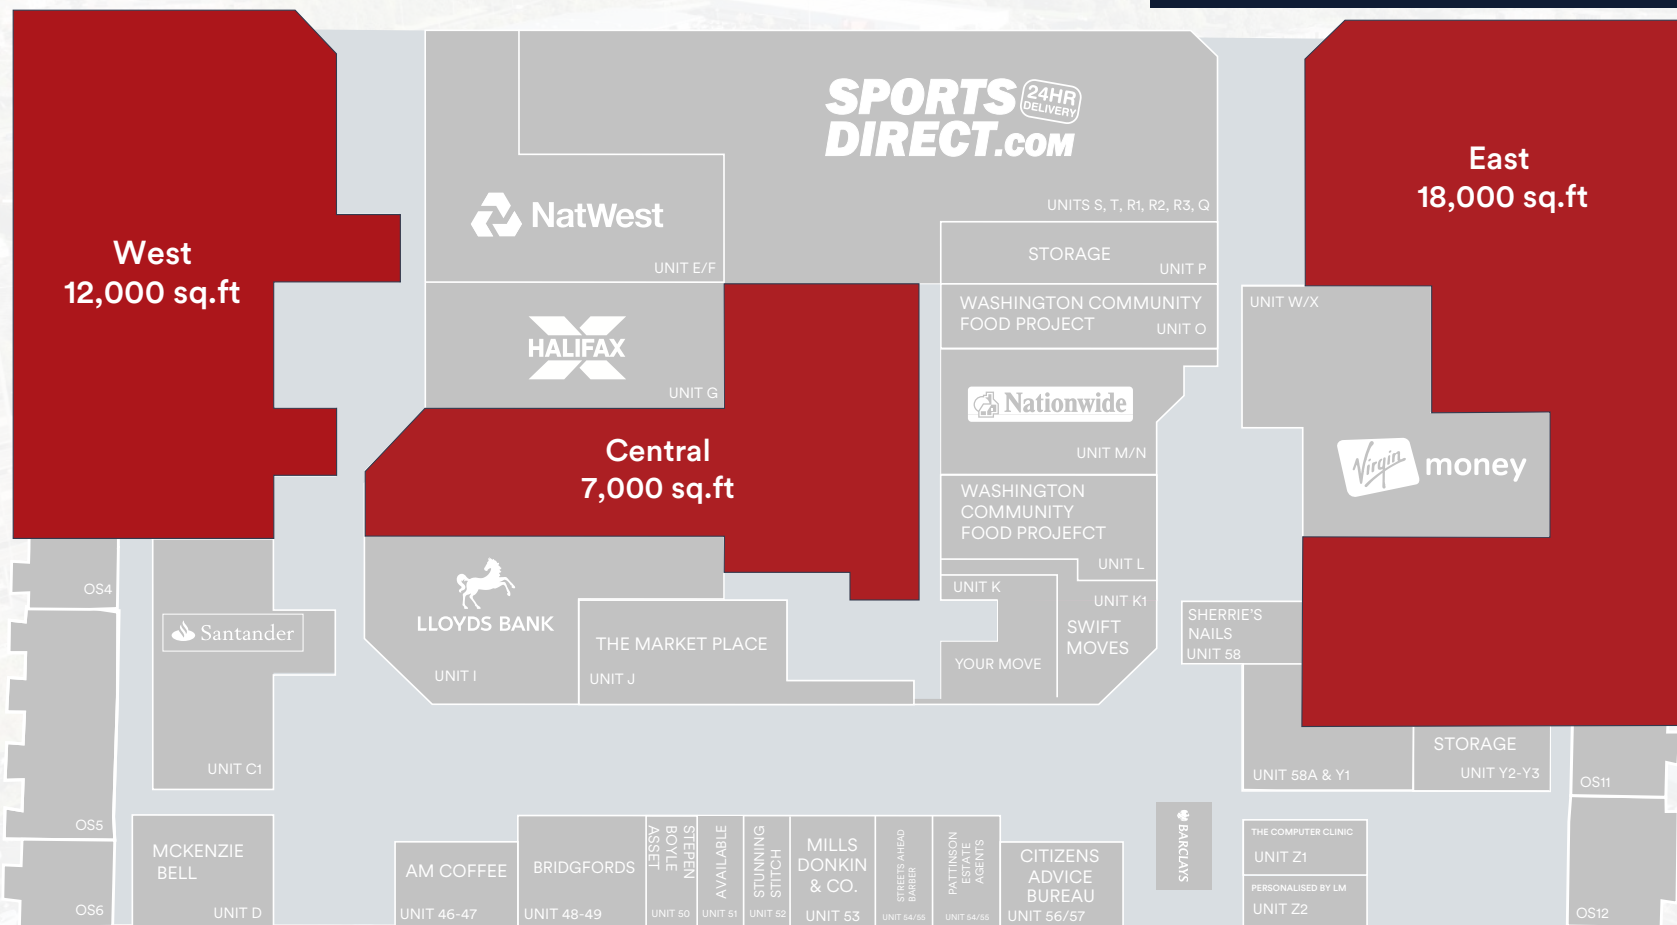 SPORTS
DIRECT.COM
24HR
DELIVERY
UNITS S, T, R1, R2, R3, Q
East
18,000 sq.ft
West
12,000 sq.ft
NatWest
UNIT E/F
STORAGE
UNIT P
WASHINGTON COMMUNITY
FOOD PROJECT
UNIT O
UNIT W/X
HALIFAX
UNIT G
Nationwide
UNIT M/N
Central
7,000 sq.ft
Virgin money
WASHINGTON
COMMUNITY
FOOD PROJEFCT
UNIT L
UNIT K
UNIT K1
SWIFT
MOVES
YOUR MOVE
OS4
Santander
LLOYDS BANK
UNIT I
THE MARKET PLACE
UNIT J
SHERRIE'S
NAILS
UNIT 58
UNIT C1
UNIT 58A & Y1
STORAGE
UNIT Y2-Y3
OS11
OS5
MCKENZIE
BELL
UNIT D
AM COFFEE
UNIT 46-47
BRIDGFORDS
UNIT 48-49
STEPEN
BOYLE
ASSET
UNIT 50
AVAILABLE
UNIT 51
STUNNING
STITCH
UNIT 52
MILLS
DONKIN
& CO.
UNIT 53
STREETS AHEAD
BARBER
UNIT 54/55
PATTINSON
ESTATE
AGENTS
UNIT 54/55
CITIZENS
ADVICE
BUREAU
UNIT 56/57
BARCLAYS
THE COMPUTER CLINIC
UNIT Z1
PERSONALISED BY LM
UNIT Z2
OS6
OS12